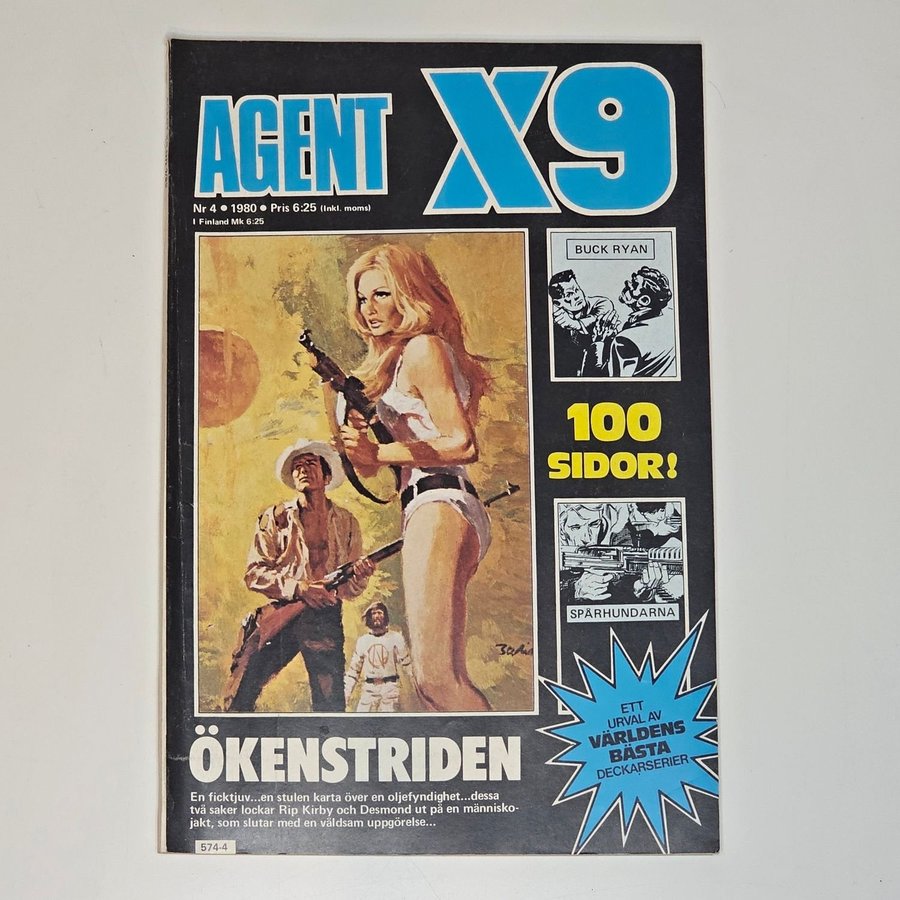 AGENT X9
Nr 4 • 1980 • Pris 6:25 (Inkl. moms)
I Finland Mk 6:25
BUCK RYAN
100
SIDOR!
SPÅRHUNDARNA
ETT
URVAL AV
VÄRLDENS
BÄSTA
DECKARSERIER
ÖKENSTRIDEN
En ficktjuv...en stulen karta över en oljefyndighet...dessa
två saker lockar Rip Kirby och Desmond ut på en människo-
jakt, som slutar med en våldsam uppgörelse...
574-4